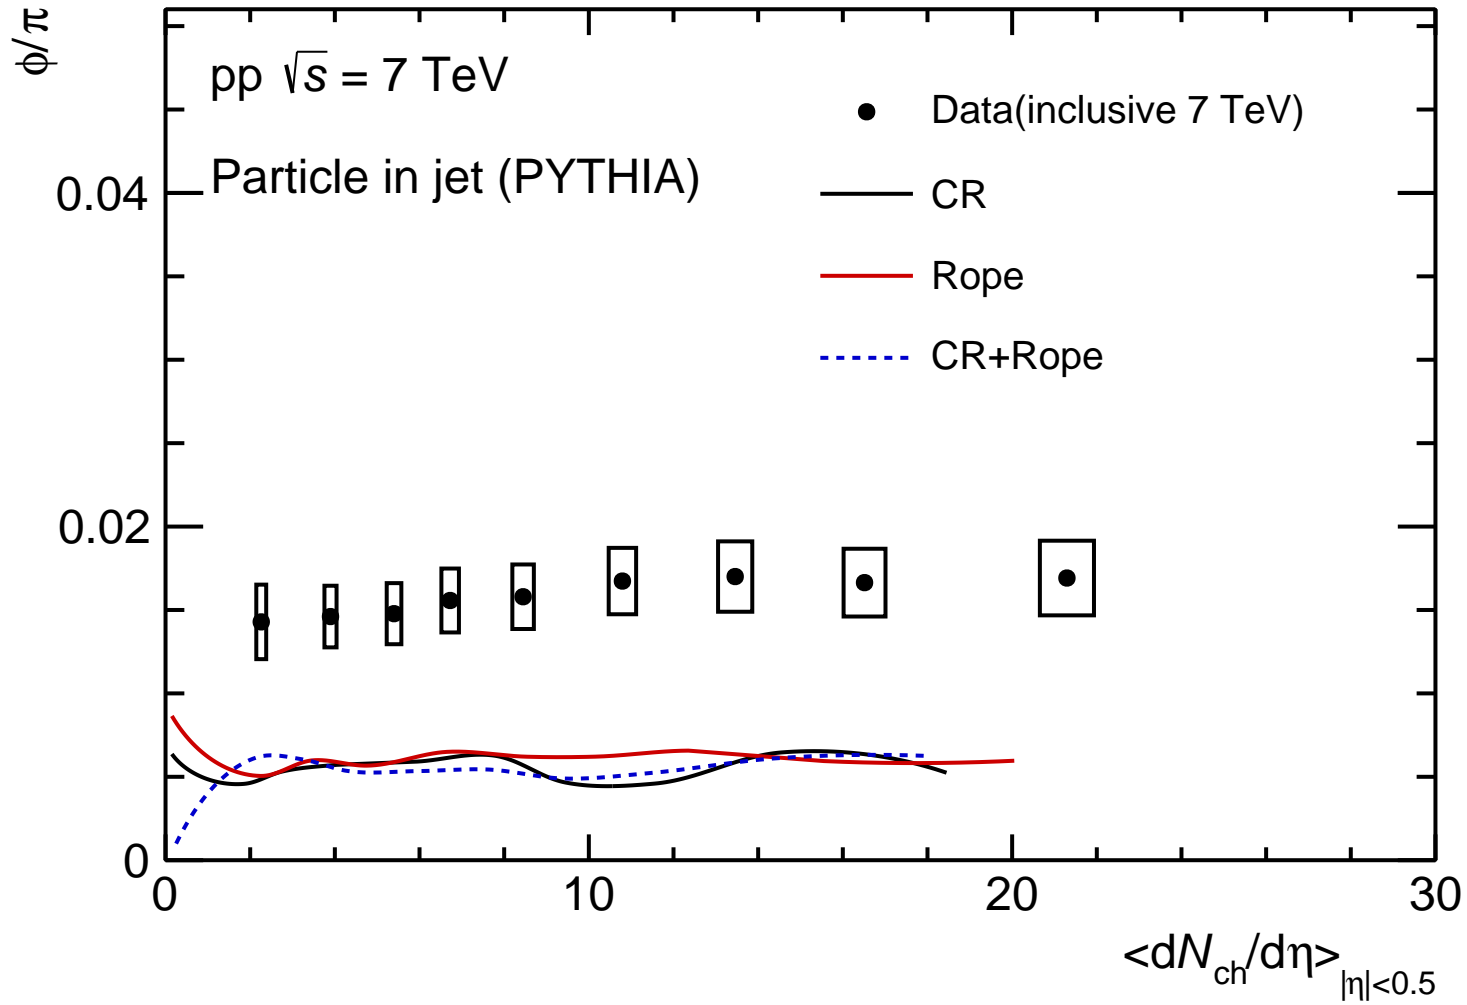 ϕ/π
pp √s = 7 TeV
Particle in jet (PYTHIA)
Data(inclusive 7 TeV)
CR
Rope
CR+Rope
0.04
0.02
0
0 10 20 30
<dN_ch/dη>_|η|<0.5